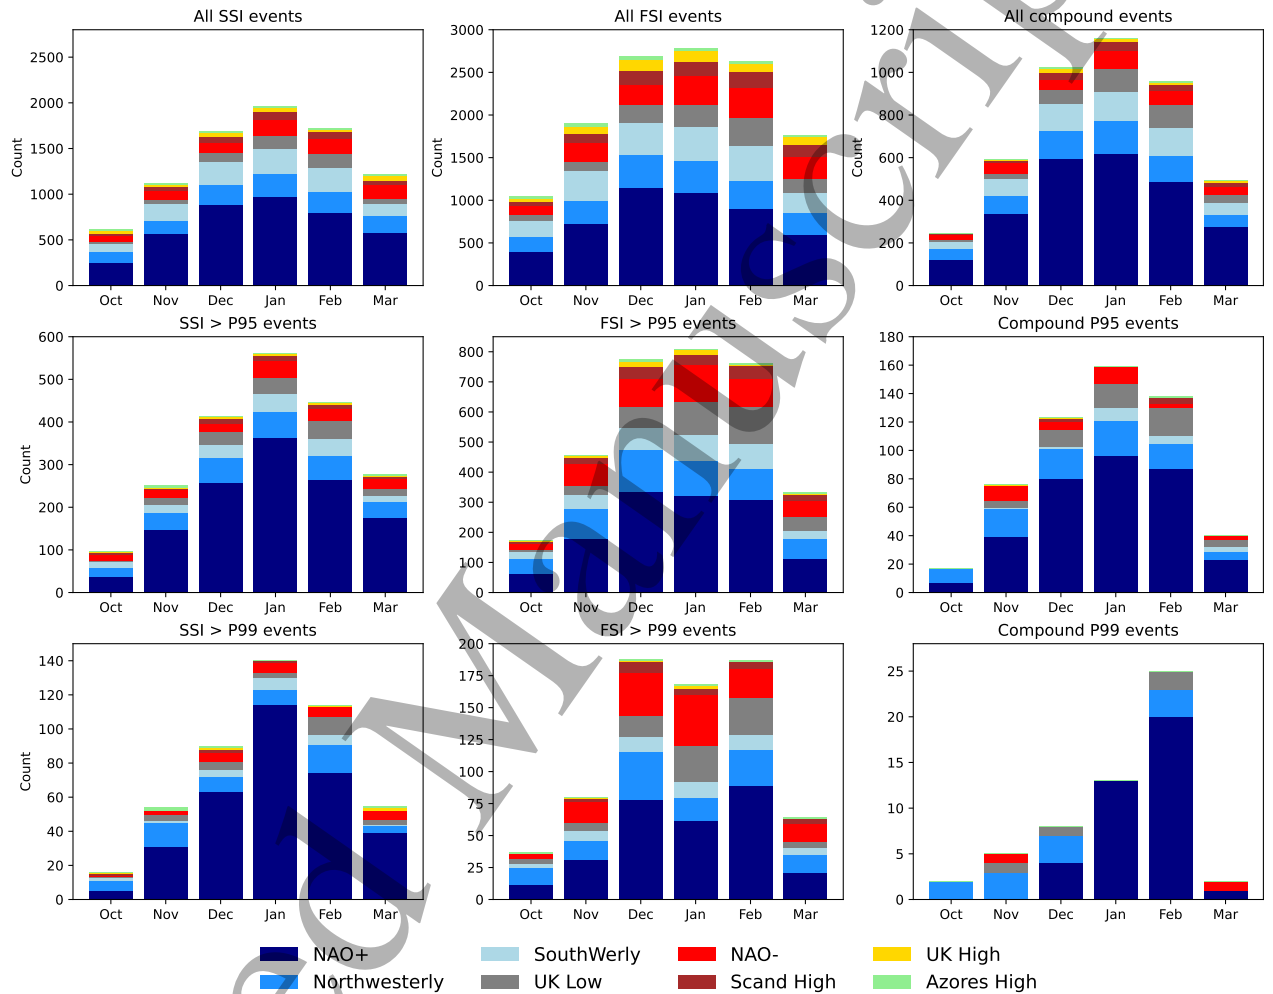 All SSI events All FSI events All compound events
Count 2500 2000 1500 1000 500 0
Oct Nov Dec Jan Feb Mar
Count 3000 2500 2000 1500 1000 500 0
Oct Nov Dec Jan Feb Mar
Count 1200 1000 800 600 400 200 0
Oct Nov Dec Jan Feb Mar
SSI > P95 events FSI > P95 events Compound P95 events
Count 600 500 400 300 200 100 0
Oct Nov Dec Jan Feb Mar
800 700 600 500 400 300 200 100 0
Oct Nov Dec Jan Feb Mar
180 160 140 120 100 80 60 40 20 0
Oct Nov Dec Jan Feb Mar
SSI > P99 events FSI > P99 events Compound P99 events
Count 140 120 100 80 60 40 20 0
Oct Nov Dec Jan Feb Mar
200 175 150 125 100 75 50 25 0
Oct Nov Dec Jan Feb Mar
25 20 15 10 5 0
Oct Nov Dec Jan Feb Mar
NAO+ SouthWerly NAO- UK High
Northwesterly UK Low Scand High Azores High
ed Manuscrip